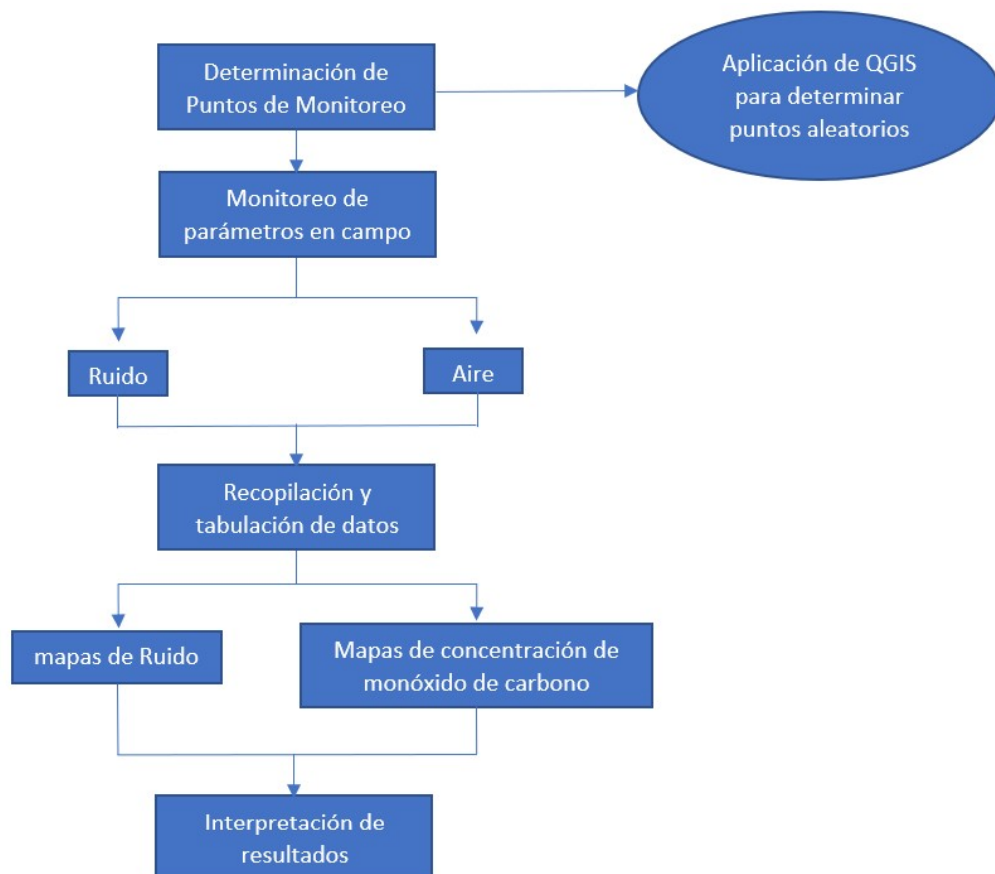 Determinación de
Puntos de Monitoreo
Aplicación de QGIS
para determinar
puntos aleatorios
Monitoreo de
parámetros en campo
Ruido
Aire
Recopilación y
tabulación de datos
mapas de Ruido
Mapas de concentración de
monóxido de carbono
Interpretación de
resultados